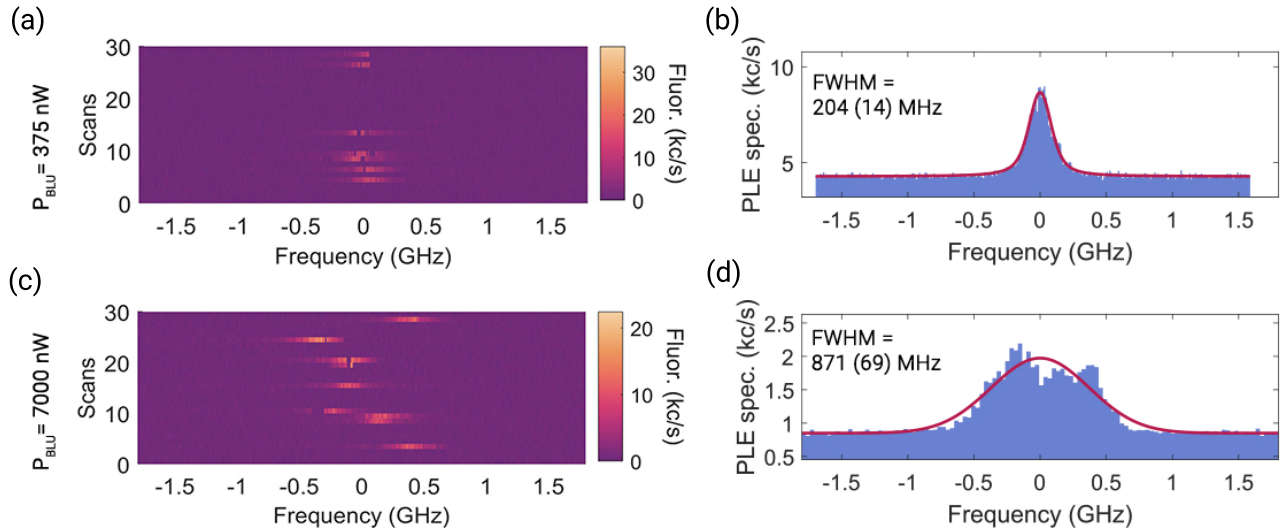 (a)
P_BLU = 375 nW
Scans
30
20
10
0
-1.5 -1 -0.5 0 0.5 1 1.5
Frequency (GHz)
30
20
10
0
Fluor. (kc/s)
(b)
PLE spec. (kc/s)
10
5
FWHM =
204 (14) MHz
-1.5 -1 -0.5 0 0.5 1 1.5
Frequency (GHz)
(c)
P_BLU = 7000 nW
Scans
30
20
10
0
-1.5 -1 -0.5 0 0.5 1 1.5
Frequency (GHz)
20
10
0
Fluor. (kc/s)
(d)
PLE spec. (kc/s)
2.5
2
1.5
1
0.5
FWHM =
871 (69) MHz
-1.5 -1 -0.5 0 0.5 1 1.5
Frequency (GHz)